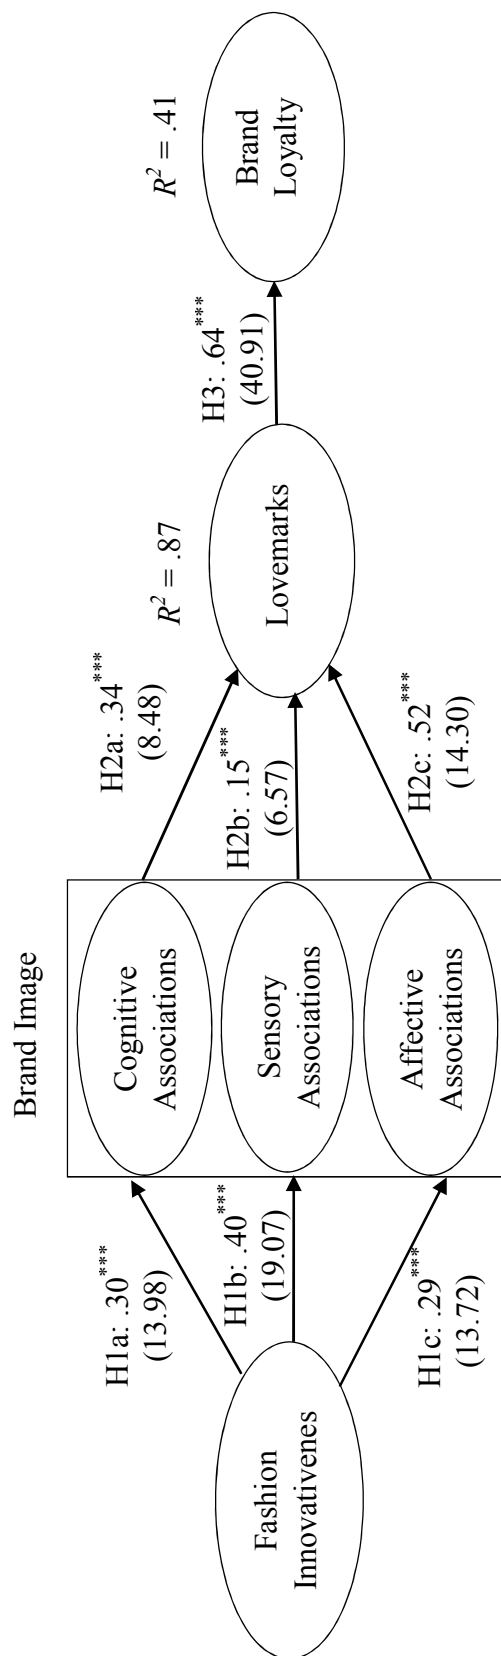 Brand Image
Fashion
Innovativenes
H1a: .30***
(13.98)
H1b: .40***
(19.07)
H1c: .29***
(13.72)
Cognitive
Associations
Sensory
Associations
Affective
Associations
H2a: .34***
(8.48)
H2b: .15***
(6.57)
H2c: .52***
(14.30)
R² = .87
Lovemarks
H3: .64***
(40.91)
R² = .41
Brand
Loyalty